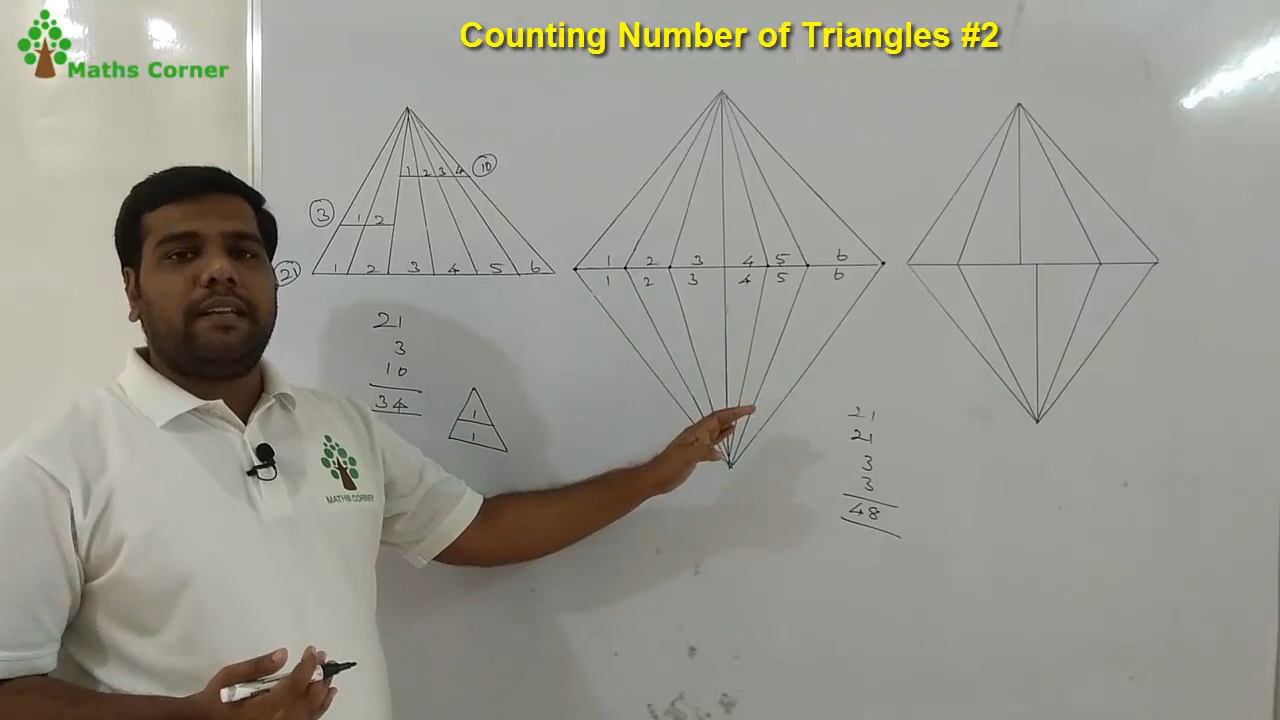 Counting Number of Triangles #2
Maths Corner
1 2 3 4 10
3 1 2
21 1 2 3 4 5 6
21
3
10
34
1
1
1 2 3 4 5 6
1 2 3 4 5 6
21
21
3
3
48
MATHS CORNER